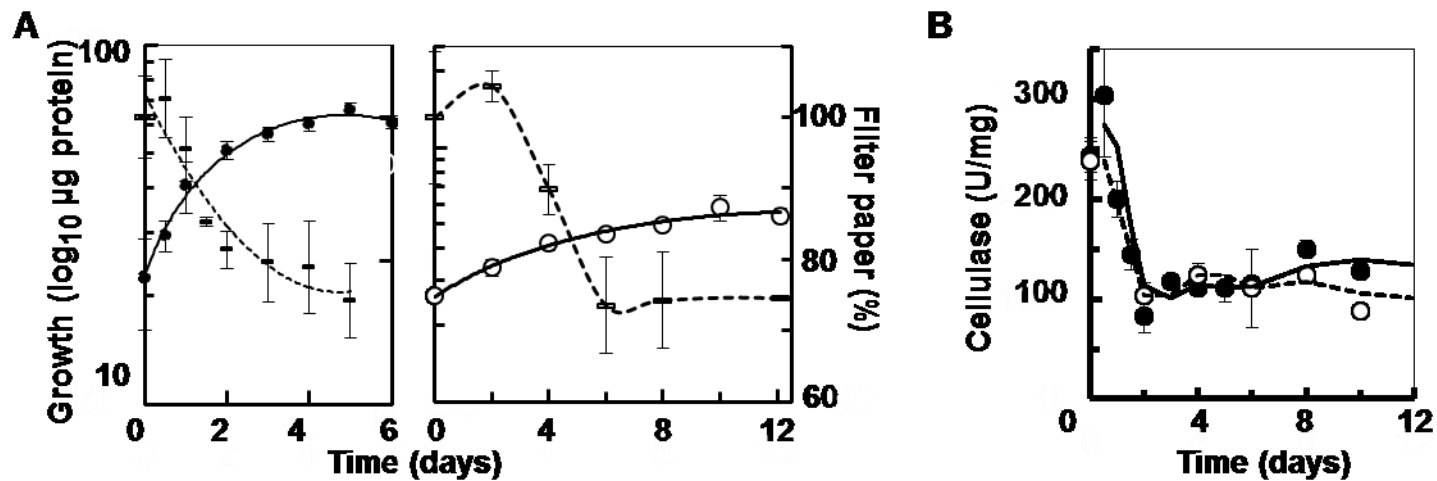 A
B
Growth (log10 µg protein)
100
10
0
2
4
6
0
4
8
12
100
80
60
Filter paper (%)
Time (days)
Cellulase (U/mg)
300
200
100
0
4
8
12
Time (days)